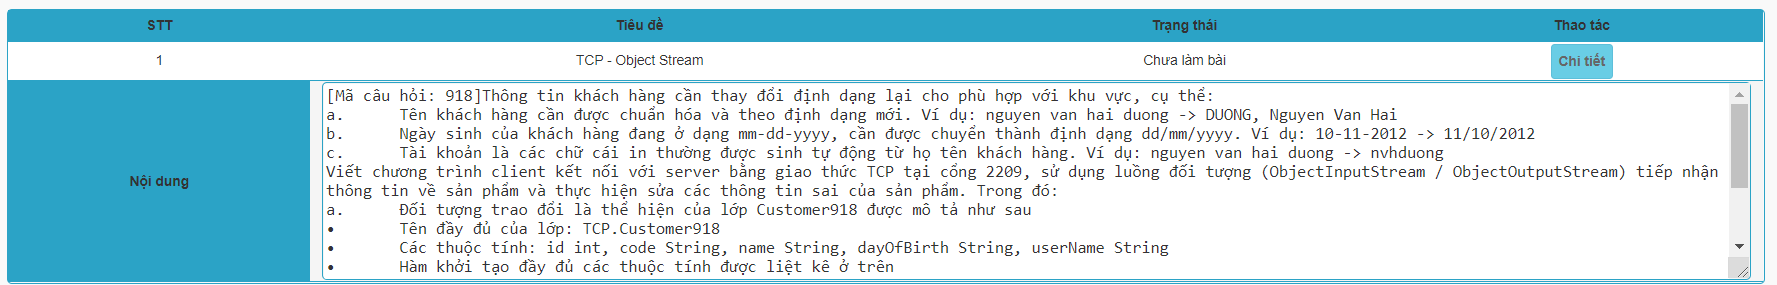 STT Tiêu đề Trạng thái Thao tác
1 TCP - Object Stream Chưa làm bài Chi tiết
Nội dung
[Mã câu hỏi: 918]Thông tin khách hàng cần thay đổi định dạng lại cho phù hợp với khu vực, cụ thể:
a. Tên khách hàng cần được chuẩn hóa và theo định dạng mới. Ví dụ: nguyen van hai duong -> DUONG, Nguyen Van Hai
b. Ngày sinh của khách hàng đang ở dạng mm-dd-yyyy, cần được chuyển thành định dạng dd/mm/yyyy. Ví dụ: 10-11-2012 -> 11/10/2012
c. Tài khoản là các chữ cái in thường được sinh tự động từ họ tên khách hàng. Ví dụ: nguyen van hai duong -> nvhduong
Viết chương trình client kết nối với server bằng giao thức TCP tại cổng 2209, sử dụng luồng đối tượng (ObjectInputStream / ObjectOutputStream) tiếp nhận
thông tin về sản phẩm và thực hiện sửa các thông tin sai của sản phẩm. Trong đó:
a. Đối tượng trao đổi là thể hiện của lớp Customer918 được mô tả như sau
• Tên đầy đủ của lớp: TCP.Customer918
• Các thuộc tính: id int, code String, name String, dayOfBirth String, userName String
• Hàm khởi tạo đầy đủ các thuộc tính được liệt kê ở trên